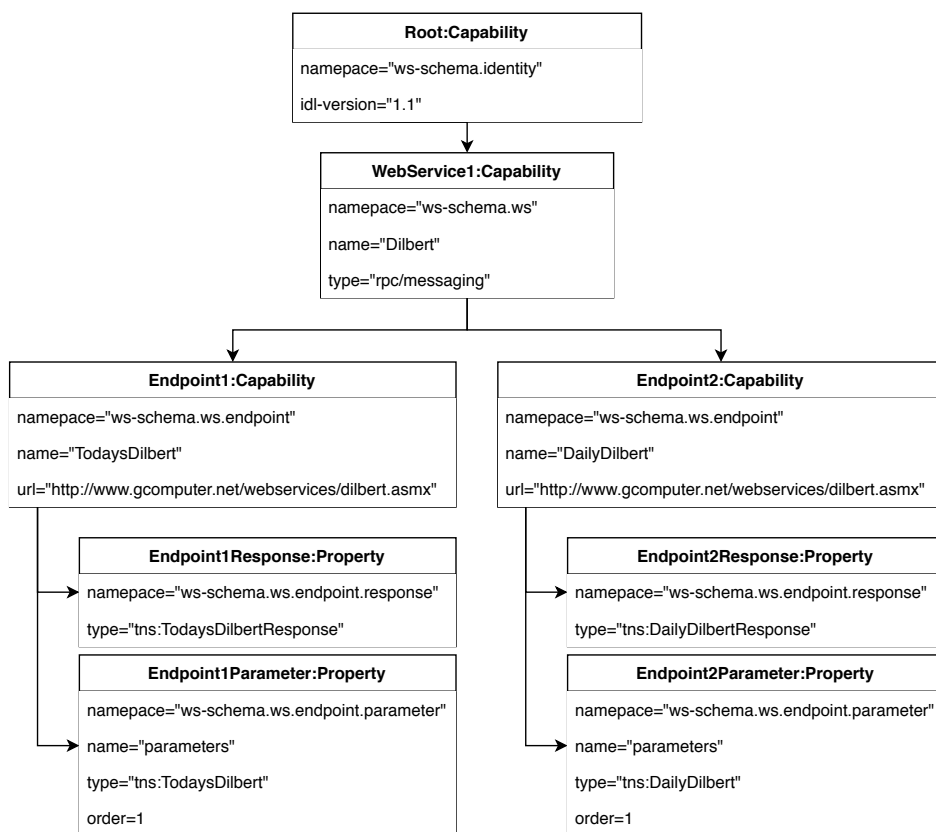 Root:Capability
namepace="ws-schema.identity"
idl-version="1.1"
WebService1:Capability
namepace="ws-schema.ws"
name="Dilbert"
type="rpc/messaging"
Endpoint1:Capability
namepace="ws-schema.ws.endpoint"
name="TodaysDilbert"
url="http://www.gcomputer.net/webservices/dilbert.asmx"
Endpoint1Response:Property
namepace="ws-schema.ws.endpoint.response"
type="tns:TodaysDilbertResponse"
Endpoint1Parameter:Property
namepace="ws-schema.ws.endpoint.parameter"
name="parameters"
type="tns:TodaysDilbert"
order=1
Endpoint2:Capability
namepace="ws-schema.ws.endpoint"
name="DailyDilbert"
url="http://www.gcomputer.net/webservices/dilbert.asmx"
Endpoint2Response:Property
namepace="ws-schema.ws.endpoint.response"
type="tns:DailyDilbertResponse"
Endpoint2Parameter:Property
namepace="ws-schema.ws.endpoint.parameter"
name="parameters"
type="tns:DailyDilbert"
order=1